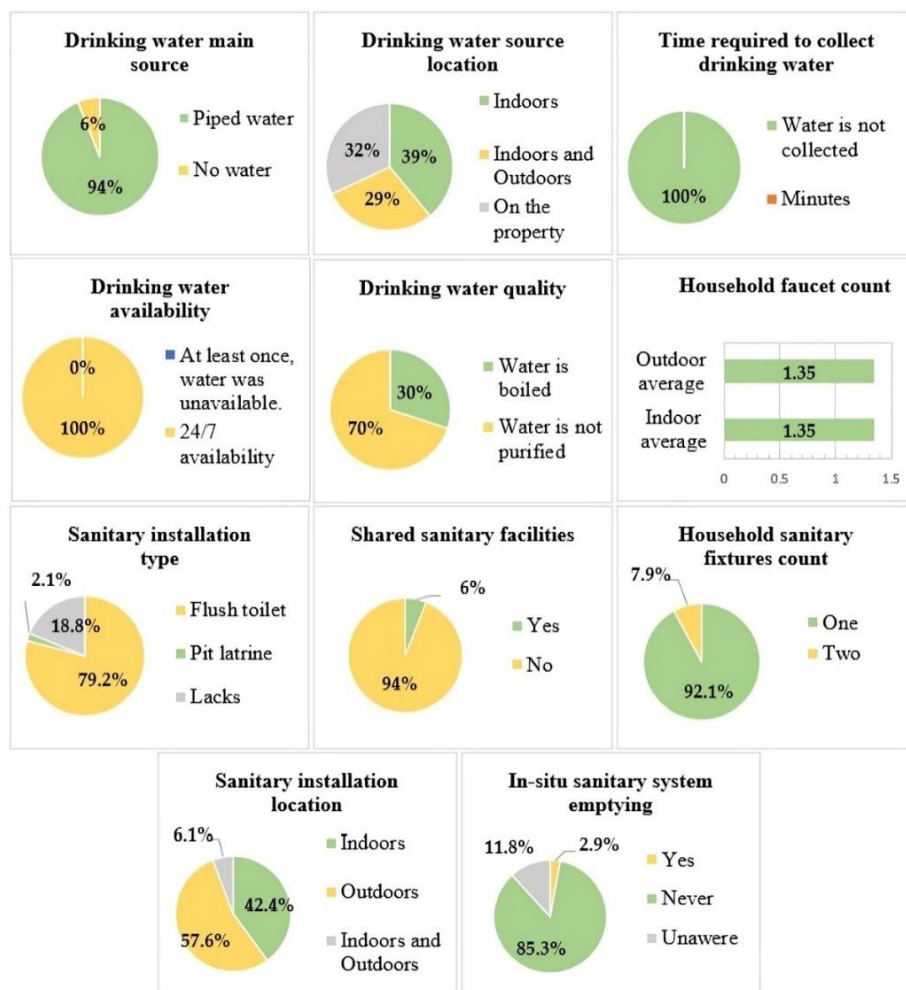 Drinking water main
source
6%
94%
Piped water
No water
Drinking water source
location
32%
39%
29%
Indoors
Indoors and
Outdoors
On the
property
Time required to collect
drinking water
100%
Water is not
collected
Minutes
Drinking water
availability
0%
100%
At least once,
water was
unavailable.
24/7
availability
Drinking water quality
30%
70%
Water is
boiled
Water is not
purified
Household faucet count
Outdoor
average
1.35
Indoor
average
1.35
0 0.5 1 1.5
Sanitary installation
type
2.1%
18.8%
79.2%
Flush toilet
Pit latrine
Lacks
Shared sanitary facilities
6%
94%
Yes
No
Household sanitary
fixtures count
7.9%
92.1%
One
Two
Sanitary installation
location
6.1%
42.4%
57.6%
Indoors
Outdoors
Indoors and
Outdoors
In-situ sanitary system
emptying
11.8%
2.9%
85.3%
Yes
Never
Unawere